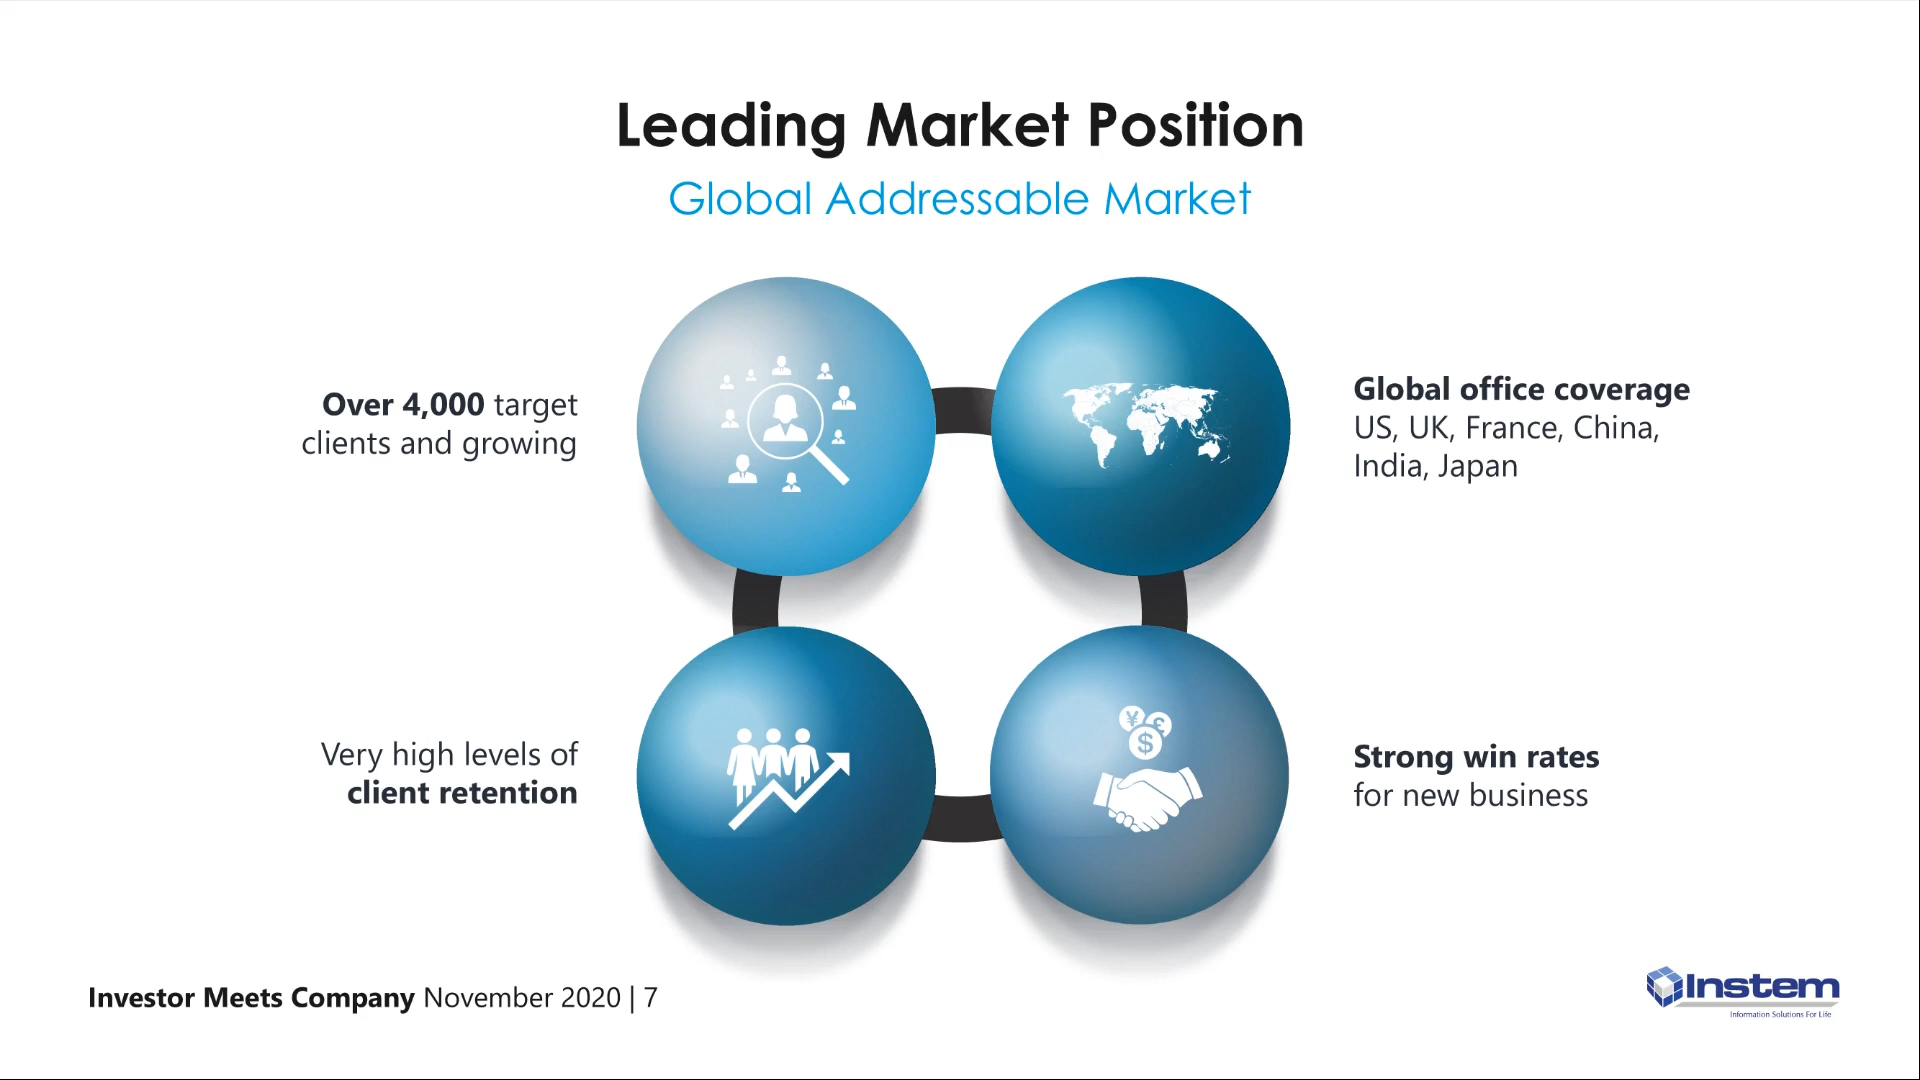 Leading Market Position
Global Addressable Market
Over 4,000 target
clients and growing
Global office coverage
US, UK, France, China,
India, Japan
Very high levels of
client retention
¥ £
$
Strong win rates
for new business
Investor Meets Company November 2020 | 7
Instem
Information Solutions For Life